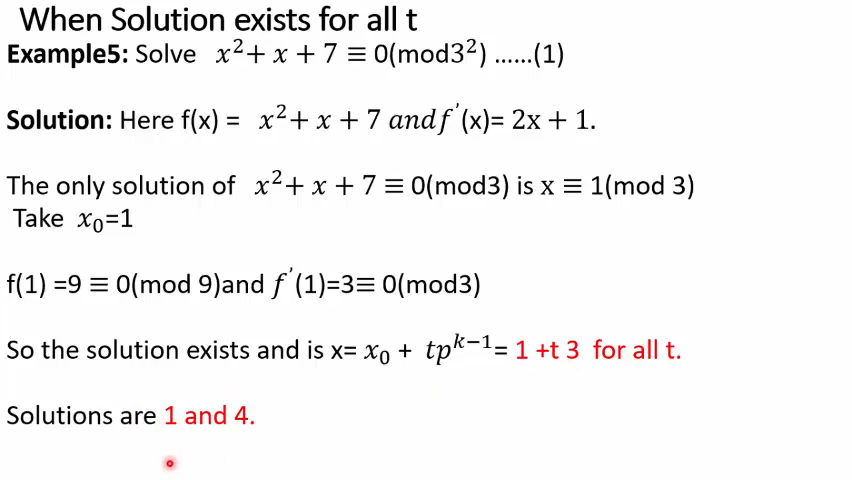 When Solution exists for all t
Example5: Solve x²+ x + 7 ≡ 0(mod3²) ......(1)
Solution: Here f(x) = x²+ x + 7 andf′(x)= 2x + 1.
The only solution of x²+ x + 7 ≡ 0(mod3) is x ≡ 1(mod 3)
Take x₀=1
f(1) =9 ≡ 0(mod 9)and f′(1)=3≡ 0(mod3)
So the solution exists and is x= x₀ + tpᵏ⁻¹= 1 +t 3 for all t.
Solutions are 1 and 4.